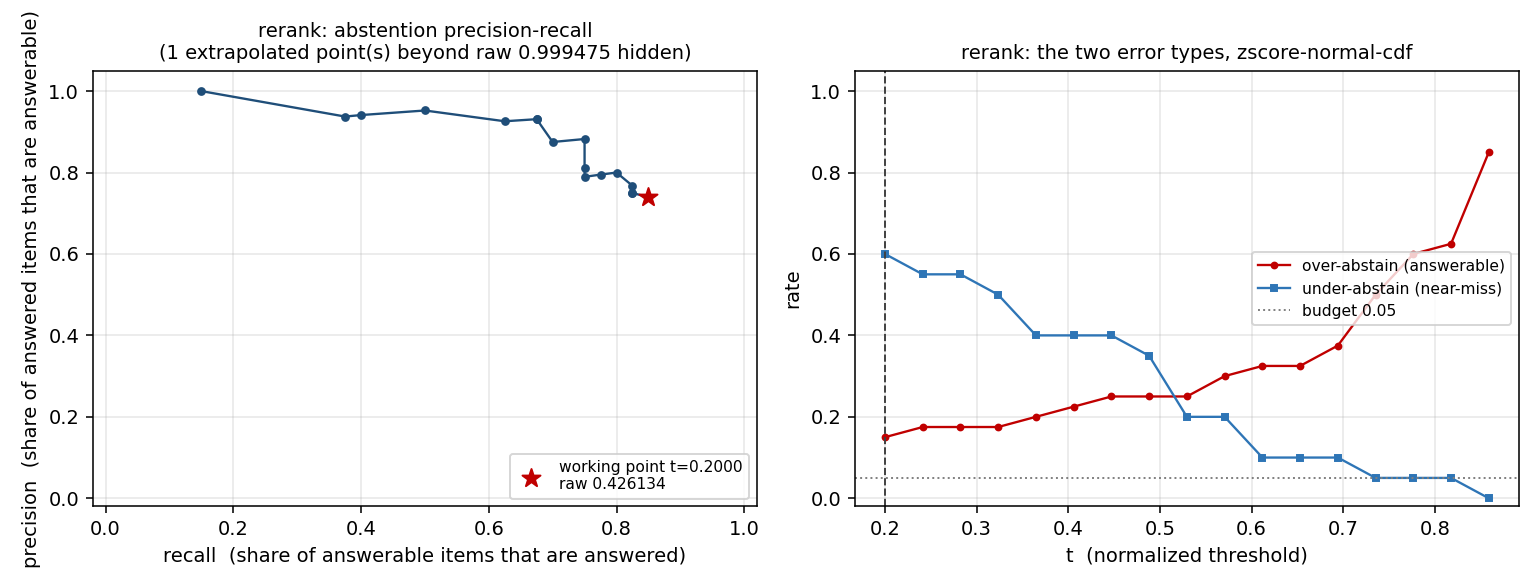 rerank: abstention precision-recall
(1 extrapolated point(s) beyond raw 0.999475 hidden)
precision  (share of answered items that are answerable)
1.0
0.8
0.6
0.4
0.2
0.0
working point t=0.2000
raw 0.426134
0.0 0.2 0.4 0.6 0.8 1.0
recall  (share of answerable items that are answered)
rerank: the two error types, zscore-normal-cdf
rate
1.0
0.8
0.6
0.4
0.2
0.0
over-abstain (answerable)
under-abstain (near-miss)
budget 0.05
0.2 0.3 0.4 0.5 0.6 0.7 0.8
t  (normalized threshold)